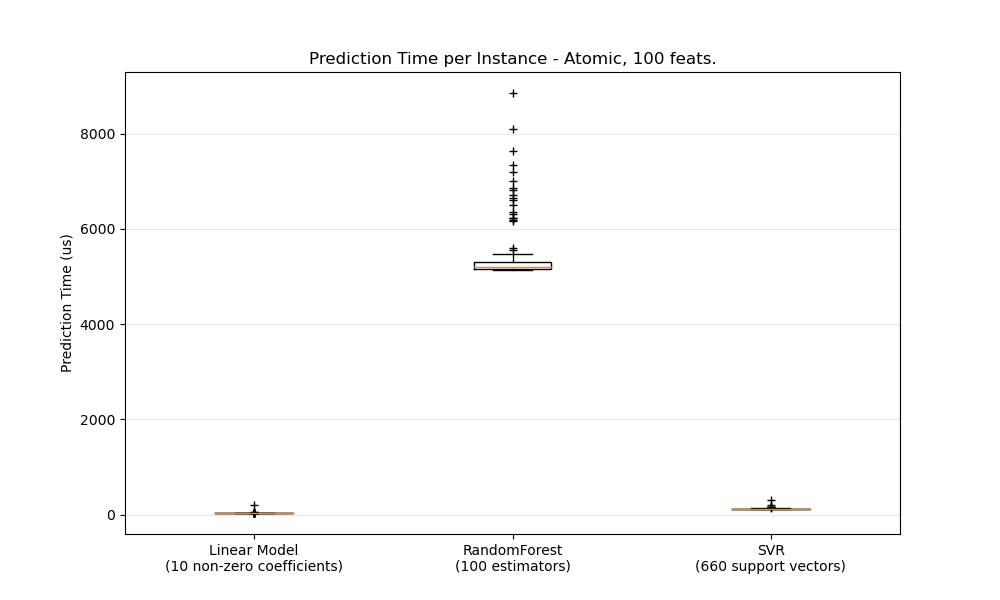 Prediction Time per Instance - Atomic, 100 feats.
8000
6000
4000
2000
0
Prediction Time (us)
Linear Model
(10 non-zero coefficients)
RandomForest
(100 estimators)
SVR
(660 support vectors)